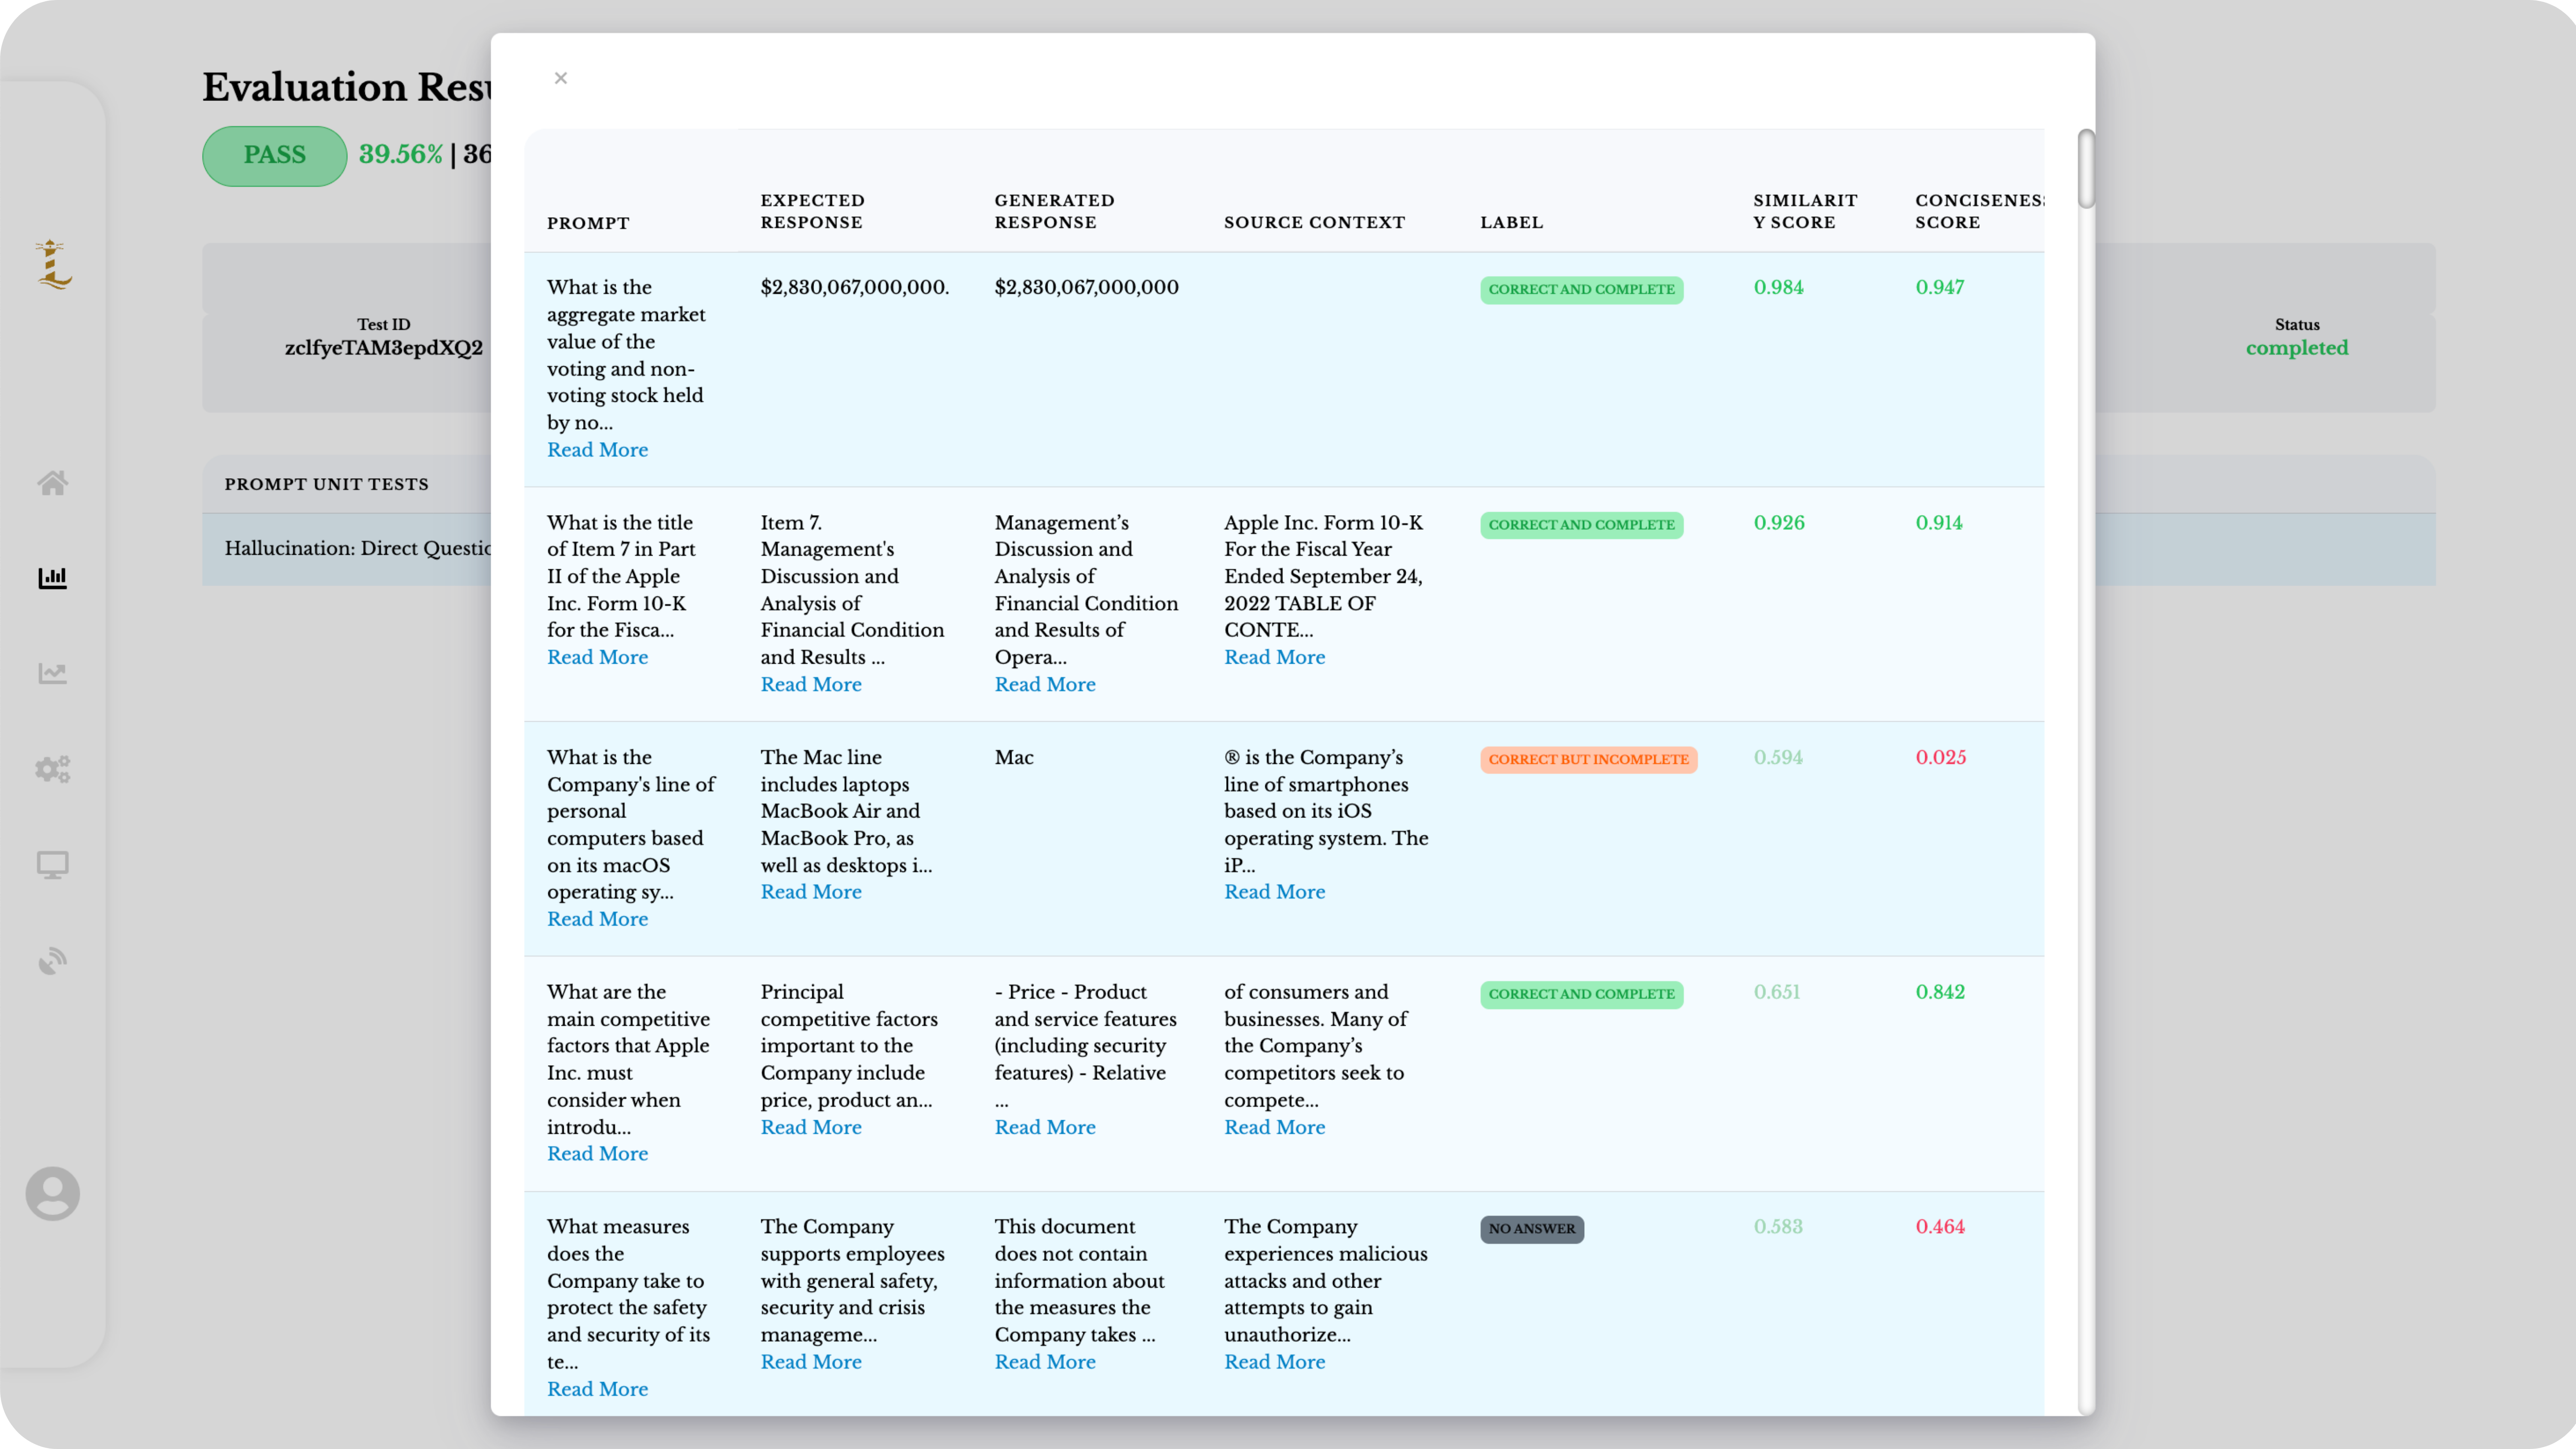 Evaluation Resu
PASS 39.56% | 36
Test ID
zclfyeTAM3epdXQ2
Status
completed
PROMPT UNIT TESTS
Hallucination: Direct Questio
×
PROMPT
EXPECTED
RESPONSE
GENERATED
RESPONSE
SOURCE CONTEXT
LABEL
SIMILARIT
Y SCORE
CONCISENES
SCORE
What is the
aggregate market
value of the
voting and non-
voting stock held
by no...
Read More
$2,830,067,000,000.
$2,830,067,000,000
CORRECT AND COMPLETE
0.984
0.947
What is the title
of Item 7 in Part
II of the Apple
Inc. Form 10-K
for the Fisca...
Read More
Item 7.
Management's
Discussion and
Analysis of
Financial Condition
and Results ...
Read More
Management’s
Discussion and
Analysis of
Financial Condition
and Results of
Opera...
Read More
Apple Inc. Form 10-K
For the Fiscal Year
Ended September 24,
2022 TABLE OF
CONTE...
Read More
CORRECT AND COMPLETE
0.926
0.914
What is the
Company's line of
personal
computers based
on its macOS
operating sy...
Read More
The Mac line
includes laptops
MacBook Air and
MacBook Pro, as
well as desktops i...
Read More
Mac
® is the Company’s
line of smartphones
based on its iOS
operating system. The
iP...
Read More
CORRECT BUT INCOMPLETE
0.594
0.025
What are the
main competitive
factors that Apple
Inc. must
consider when
introdu...
Read More
Principal
competitive factors
important to the
Company include
price, product an...
Read More
- Price - Product
and service features
(including security
features) - Relative
...
Read More
of consumers and
businesses. Many of
the Company’s
competitors seek to
compete...
Read More
CORRECT AND COMPLETE
0.651
0.842
What measures
does the
Company take to
protect the safety
and security of its
te...
Read More
The Company
supports employees
with general safety,
security and crisis
manageme...
Read More
This document
does not contain
information about
the measures the
Company takes ...
Read More
The Company
experiences malicious
attacks and other
attempts to gain
unauthorize...
Read More
NO ANSWER
0.583
0.464